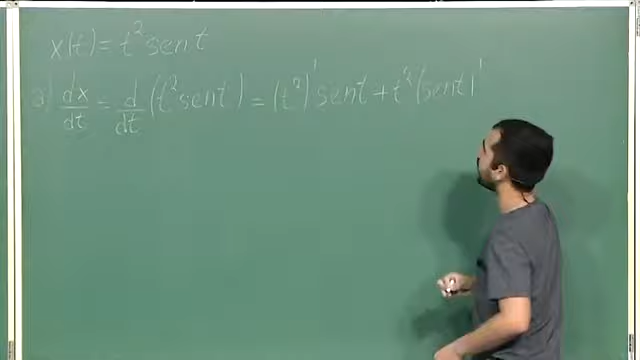 x(t) = t² sen t
a) dx/dt = d/dt (t² sen t) = (t²)' sen t + t² (sen t)'